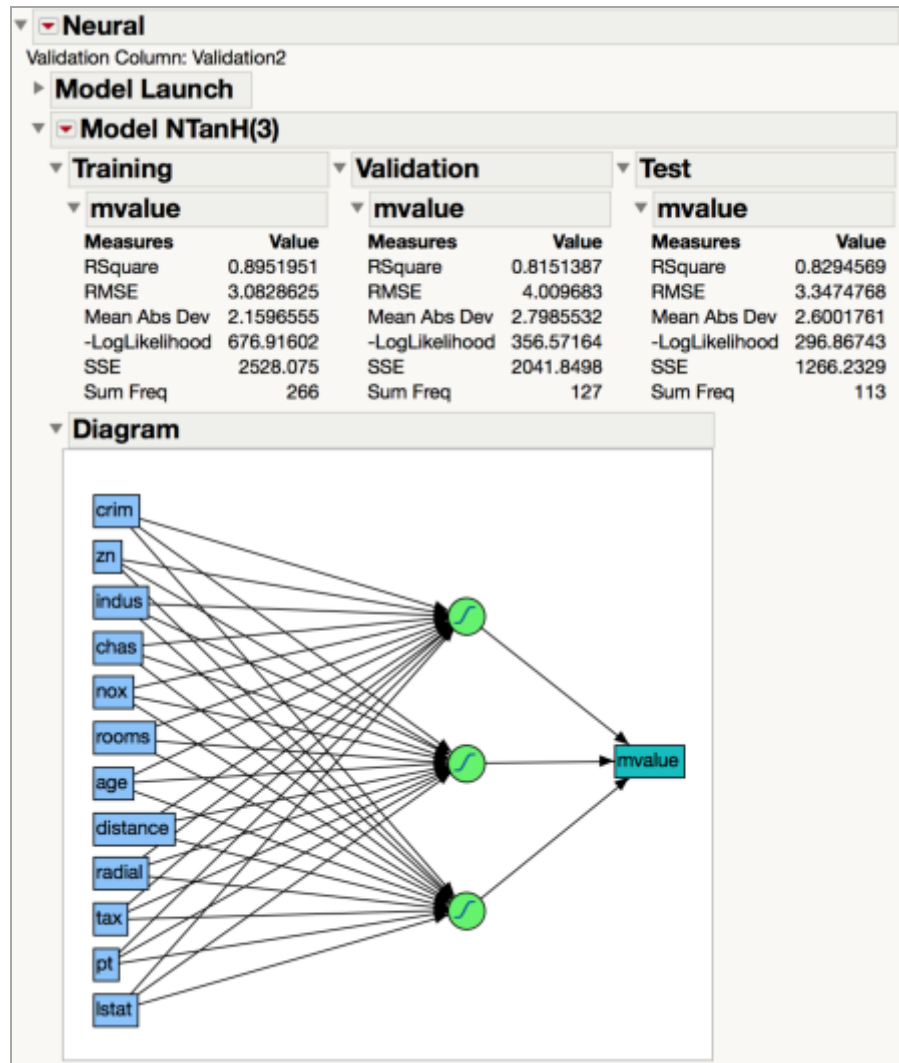 Neural
Validation Column: Validation2
Model Launch
Model NTanH(3)
Training
mvalue
Measures Value
RSquare 0.8951951
RMSE 3.0828625
Mean Abs Dev 2.1596555
-LogLikelihood 676.91602
SSE 2528.075
Sum Freq 266
Validation
mvalue
Measures Value
RSquare 0.8151387
RMSE 4.009683
Mean Abs Dev 2.7985532
-LogLikelihood 356.57164
SSE 2041.8498
Sum Freq 127
Test
mvalue
Measures Value
RSquare 0.8294569
RMSE 3.3474768
Mean Abs Dev 2.6001761
-LogLikelihood 296.86743
SSE 1266.2329
Sum Freq 113
Diagram
crim
zn
indus
chas
nox
rooms
age
distance
radial
tax
pt
lstat
mvalue